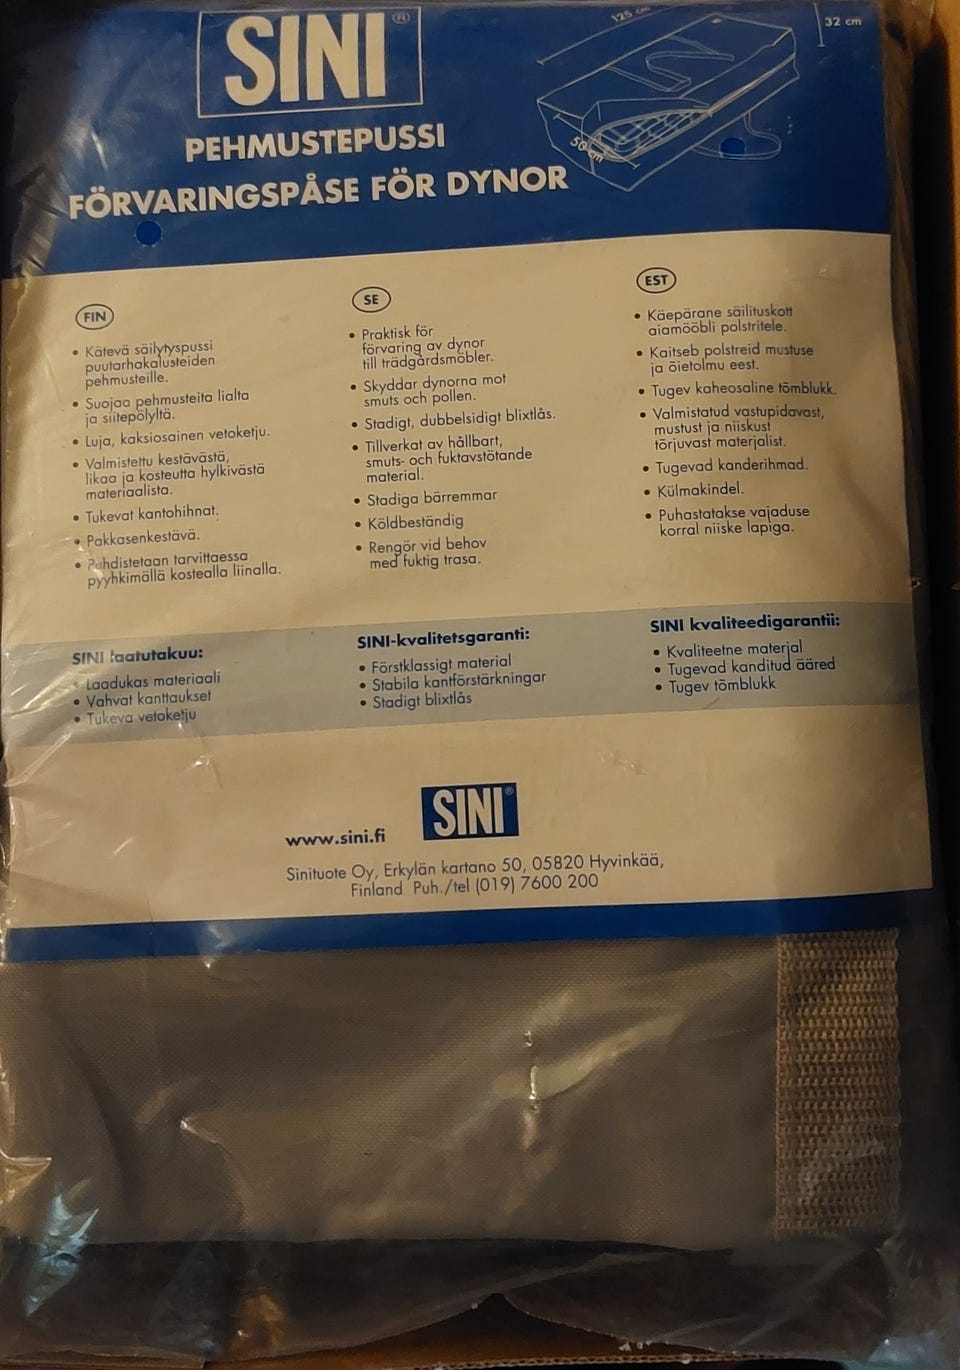 SINI®
125 cm
32 cm
50 cm
PEHMUSTEPUSSI
FÖRVARINGSPÅSE FÖR DYNOR
FIN
• Kätevä säilytyspussi
puutarhakalusteiden
pehmusteille.
• Suojaa pehmusteita lialta
ja siitepölyltä.
• Luja, kaksiosainen vetoketju.
• Valmistettu kestävästä,
likaa ja kosteutta hylkivästä
materiaalista.
• Tukevat kantohihnat.
• Pakkasenkestävä.
• Puhdistetaan tarvittaessa
pyyhkimällä kostealla liinalla.
SE
• Praktisk för
förvaring av dynor
till trädgårdsmöbler.
• Skyddar dynorna mot
smuts och pollen.
• Stadigt, dubbelsidigt blixtlås.
• Tillverkat av hållbart,
smuts- och fuktavstötande
material.
• Stadiga bärremmar
• Köldbeständig
• Rengör vid behov
med fuktig trasa.
EST
• Käepärane säilituskott
aiamööbli polstritele.
• Kaitseb polstreid mustuse
ja õietolmu eest.
• Tugev kaheosaline tõmblukk.
• Valmistatud vastupidavast,
mustust ja niiskust
tõrjuvast materjalist.
• Tugevad kanderihmad.
• Külmakindel.
• Puhastatakse vajaduse
korral niiske lapiga.
SINI laatutakuu:
• Laadukas materiaali
• Vahvat kanttaukset
• Tukeva vetoketju
SINI-kvalitetsgaranti:
• Förstklassigt material
• Stabila kantförstärkningar
• Stadigt blixtlås
SINI kvaliteedigarantii:
• Kvaliteetne materjal
• Tugevad kanditud ääred
• Tugev tõmblukk
www.sini.fi
SINI®
Sinituote Oy, Erkylän kartano 50, 05820 Hyvinkää,
Finland Puh./tel (019) 7600 200